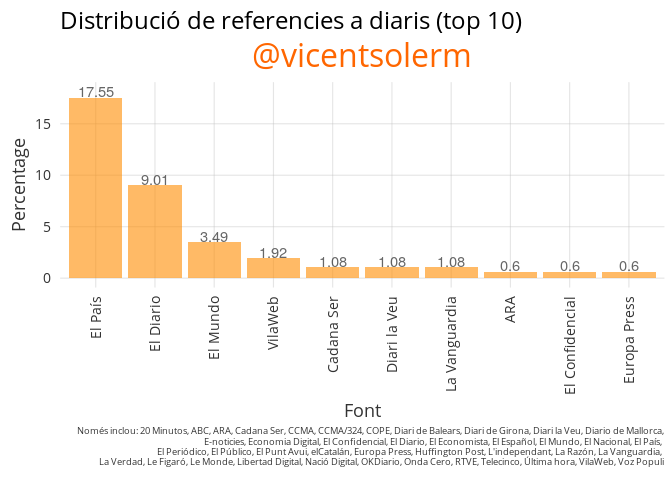 Distribució de referencies a diaris (top 10)
@vicentsolerm
Percentage
15
10
5
0
17.55
9.01
3.49
1.92
1.08
1.08
1.08
0.6
0.6
0.6
El País
El Diario
El Mundo
VilaWeb
Cadana Ser
Diari la Veu
La Vanguardia
ARA
El Confidencial
Europa Press
Font
Només inclou: 20 Minutos, ABC, ARA, Cadana Ser, CCMA, CCMA/324, COPE, Diari de Balears, Diari de Girona, Diari la Veu, Diario de Mallorca,
E-noticies, Economia Digital, El Confidencial, El Diario, El Economista, El Español, El Mundo, El Nacional, El País,
El Periódico, El Público, El Punt Avui, elCatalán, Europa Press, Huffington Post, L'independant, La Razón, La Vanguardia,
La Verdad, Le Figaró, Le Monde, Libertad Digital, Nació Digital, OKDiario, Onda Cero, RTVE, Telecinco, Última hora, VilaWeb, Voz Populi